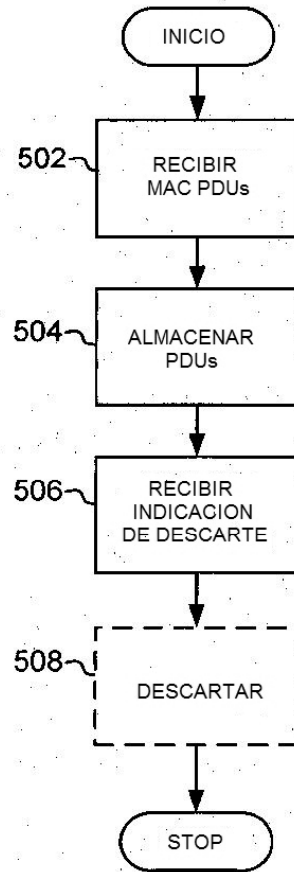 INICIO
502
RECIBIR
MAC PDUs
504
ALMACENAR
PDUs
506
RECIBIR
INDICACION
DE DESCARTE
508
DESCARTAR
STOP